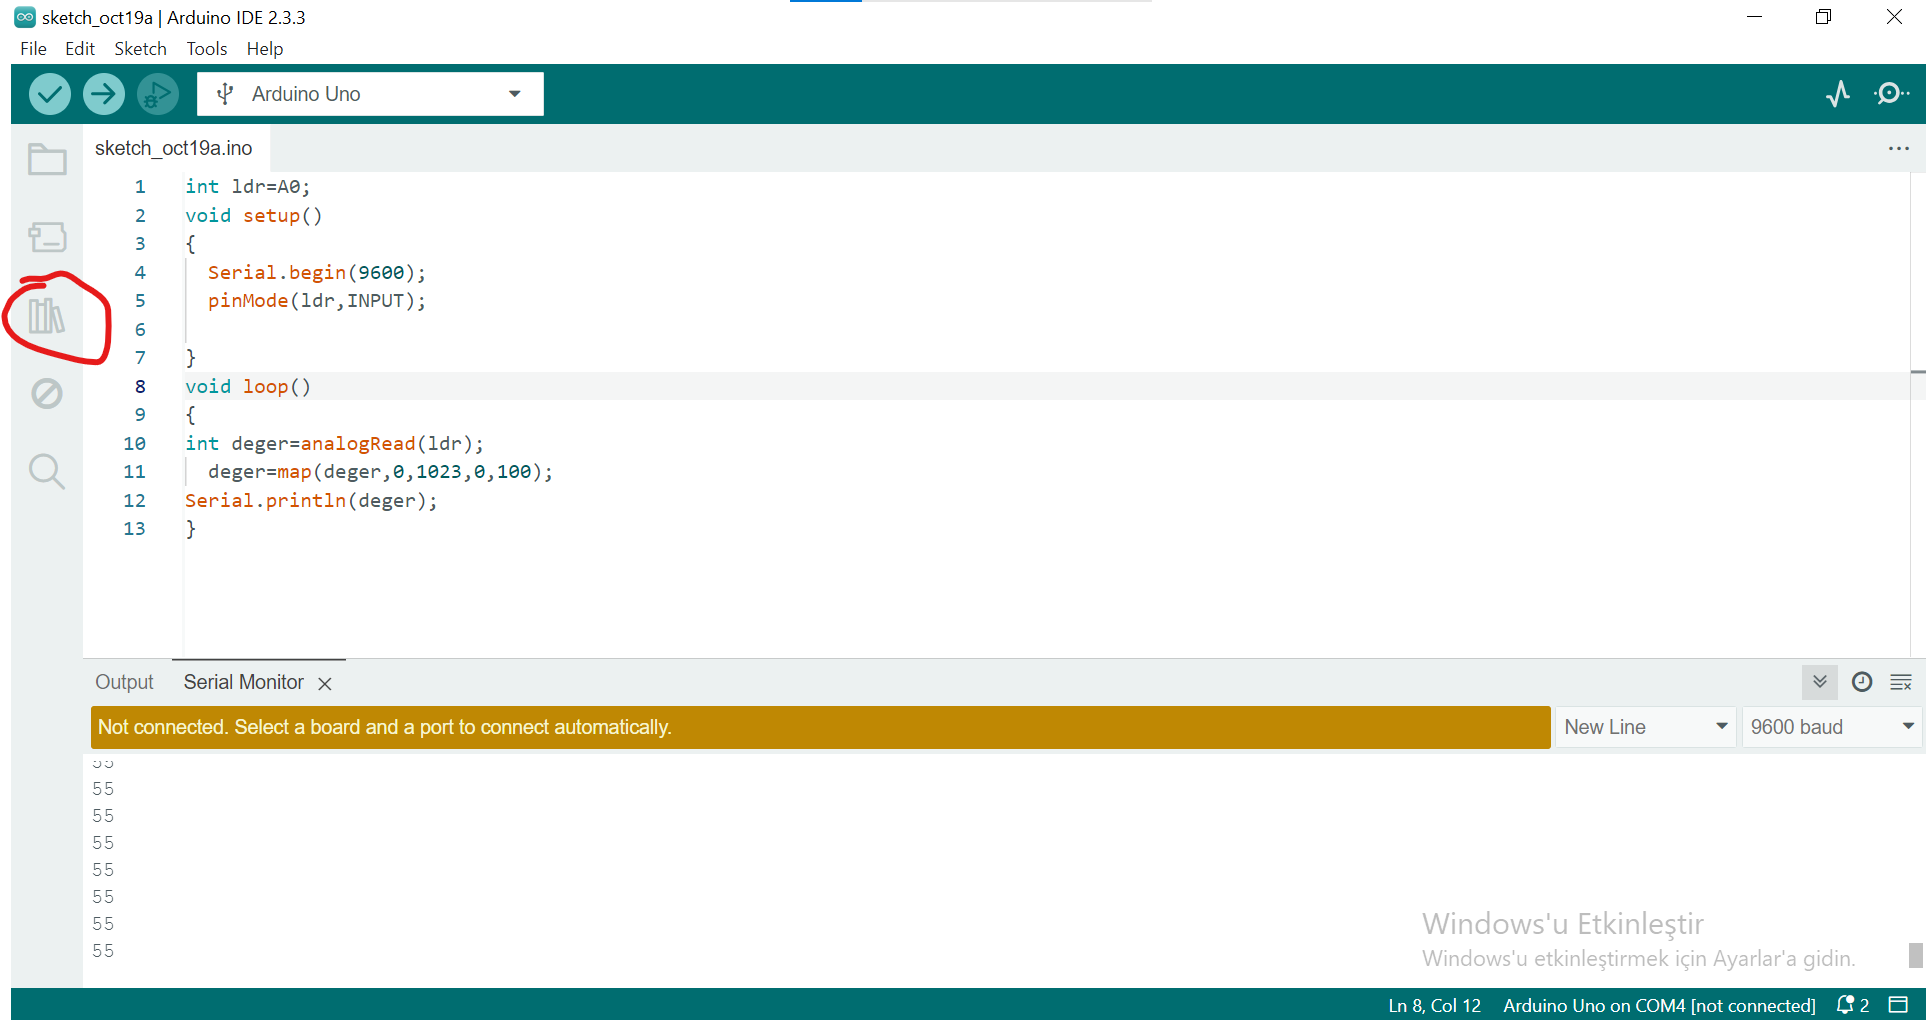 sketch_oct19a | Arduino IDE 2.3.3
File Edit Sketch Tools Help
Arduino Uno
sketch_oct19a.ino
1 int ldr=A0;
2 void setup()
3 {
4 Serial.begin(9600);
5 pinMode(ldr,INPUT);
6
7 }
8 void loop()
9 {
10 int deger=analogRead(ldr);
11 deger=map(deger,0,1023,0,100);
12 Serial.println(deger);
13 }
Output Serial Monitor
Not connected. Select a board and a port to connect automatically. New Line 9600 baud
55
55
55
55
55
55
55
55
Windows'u Etkinleştir
Windows'u etkinleştirmek için Ayarlar'a gidin.
Ln 8, Col 12 Arduino Uno on COM4 [not connected] 2